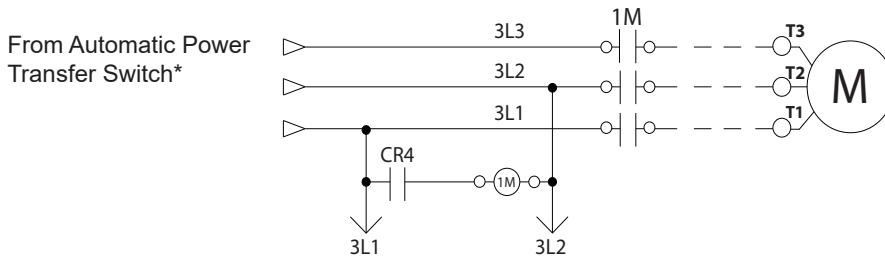 From Automatic Power
Transfer Switch*
3L3
1M
T3
3L2
T2
M
3L1
T1
CR4
1M
3L1
3L2